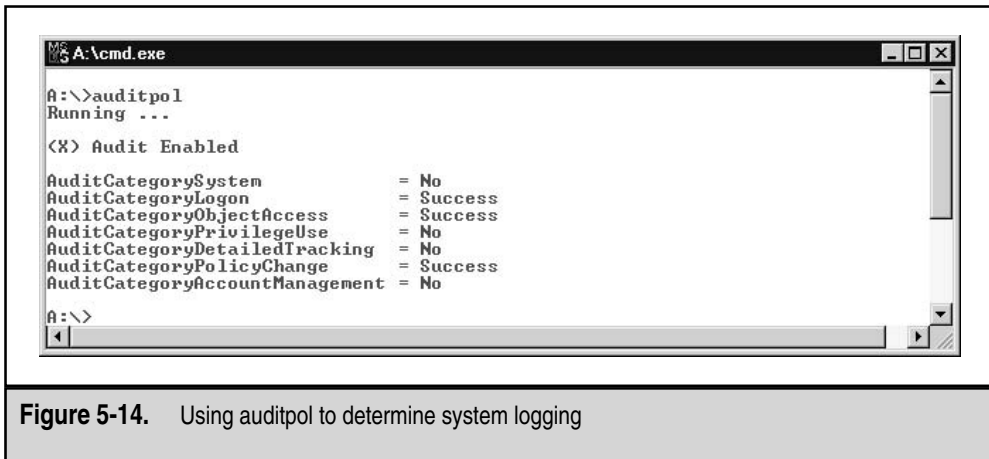 A:\cmd.exe
A:\>auditpol
Running ...
(X) Audit Enabled
AuditCategorySystem = No
AuditCategoryLogon = Success
AuditCategoryObjectAccess = Success
AuditCategoryPrivilegeUse = No
AuditCategoryDetailedTracking = No
AuditCategoryPolicyChange = Success
AuditCategoryAccountManagement = No
A:\>
Figure 5-14. Using auditpol to determine system logging